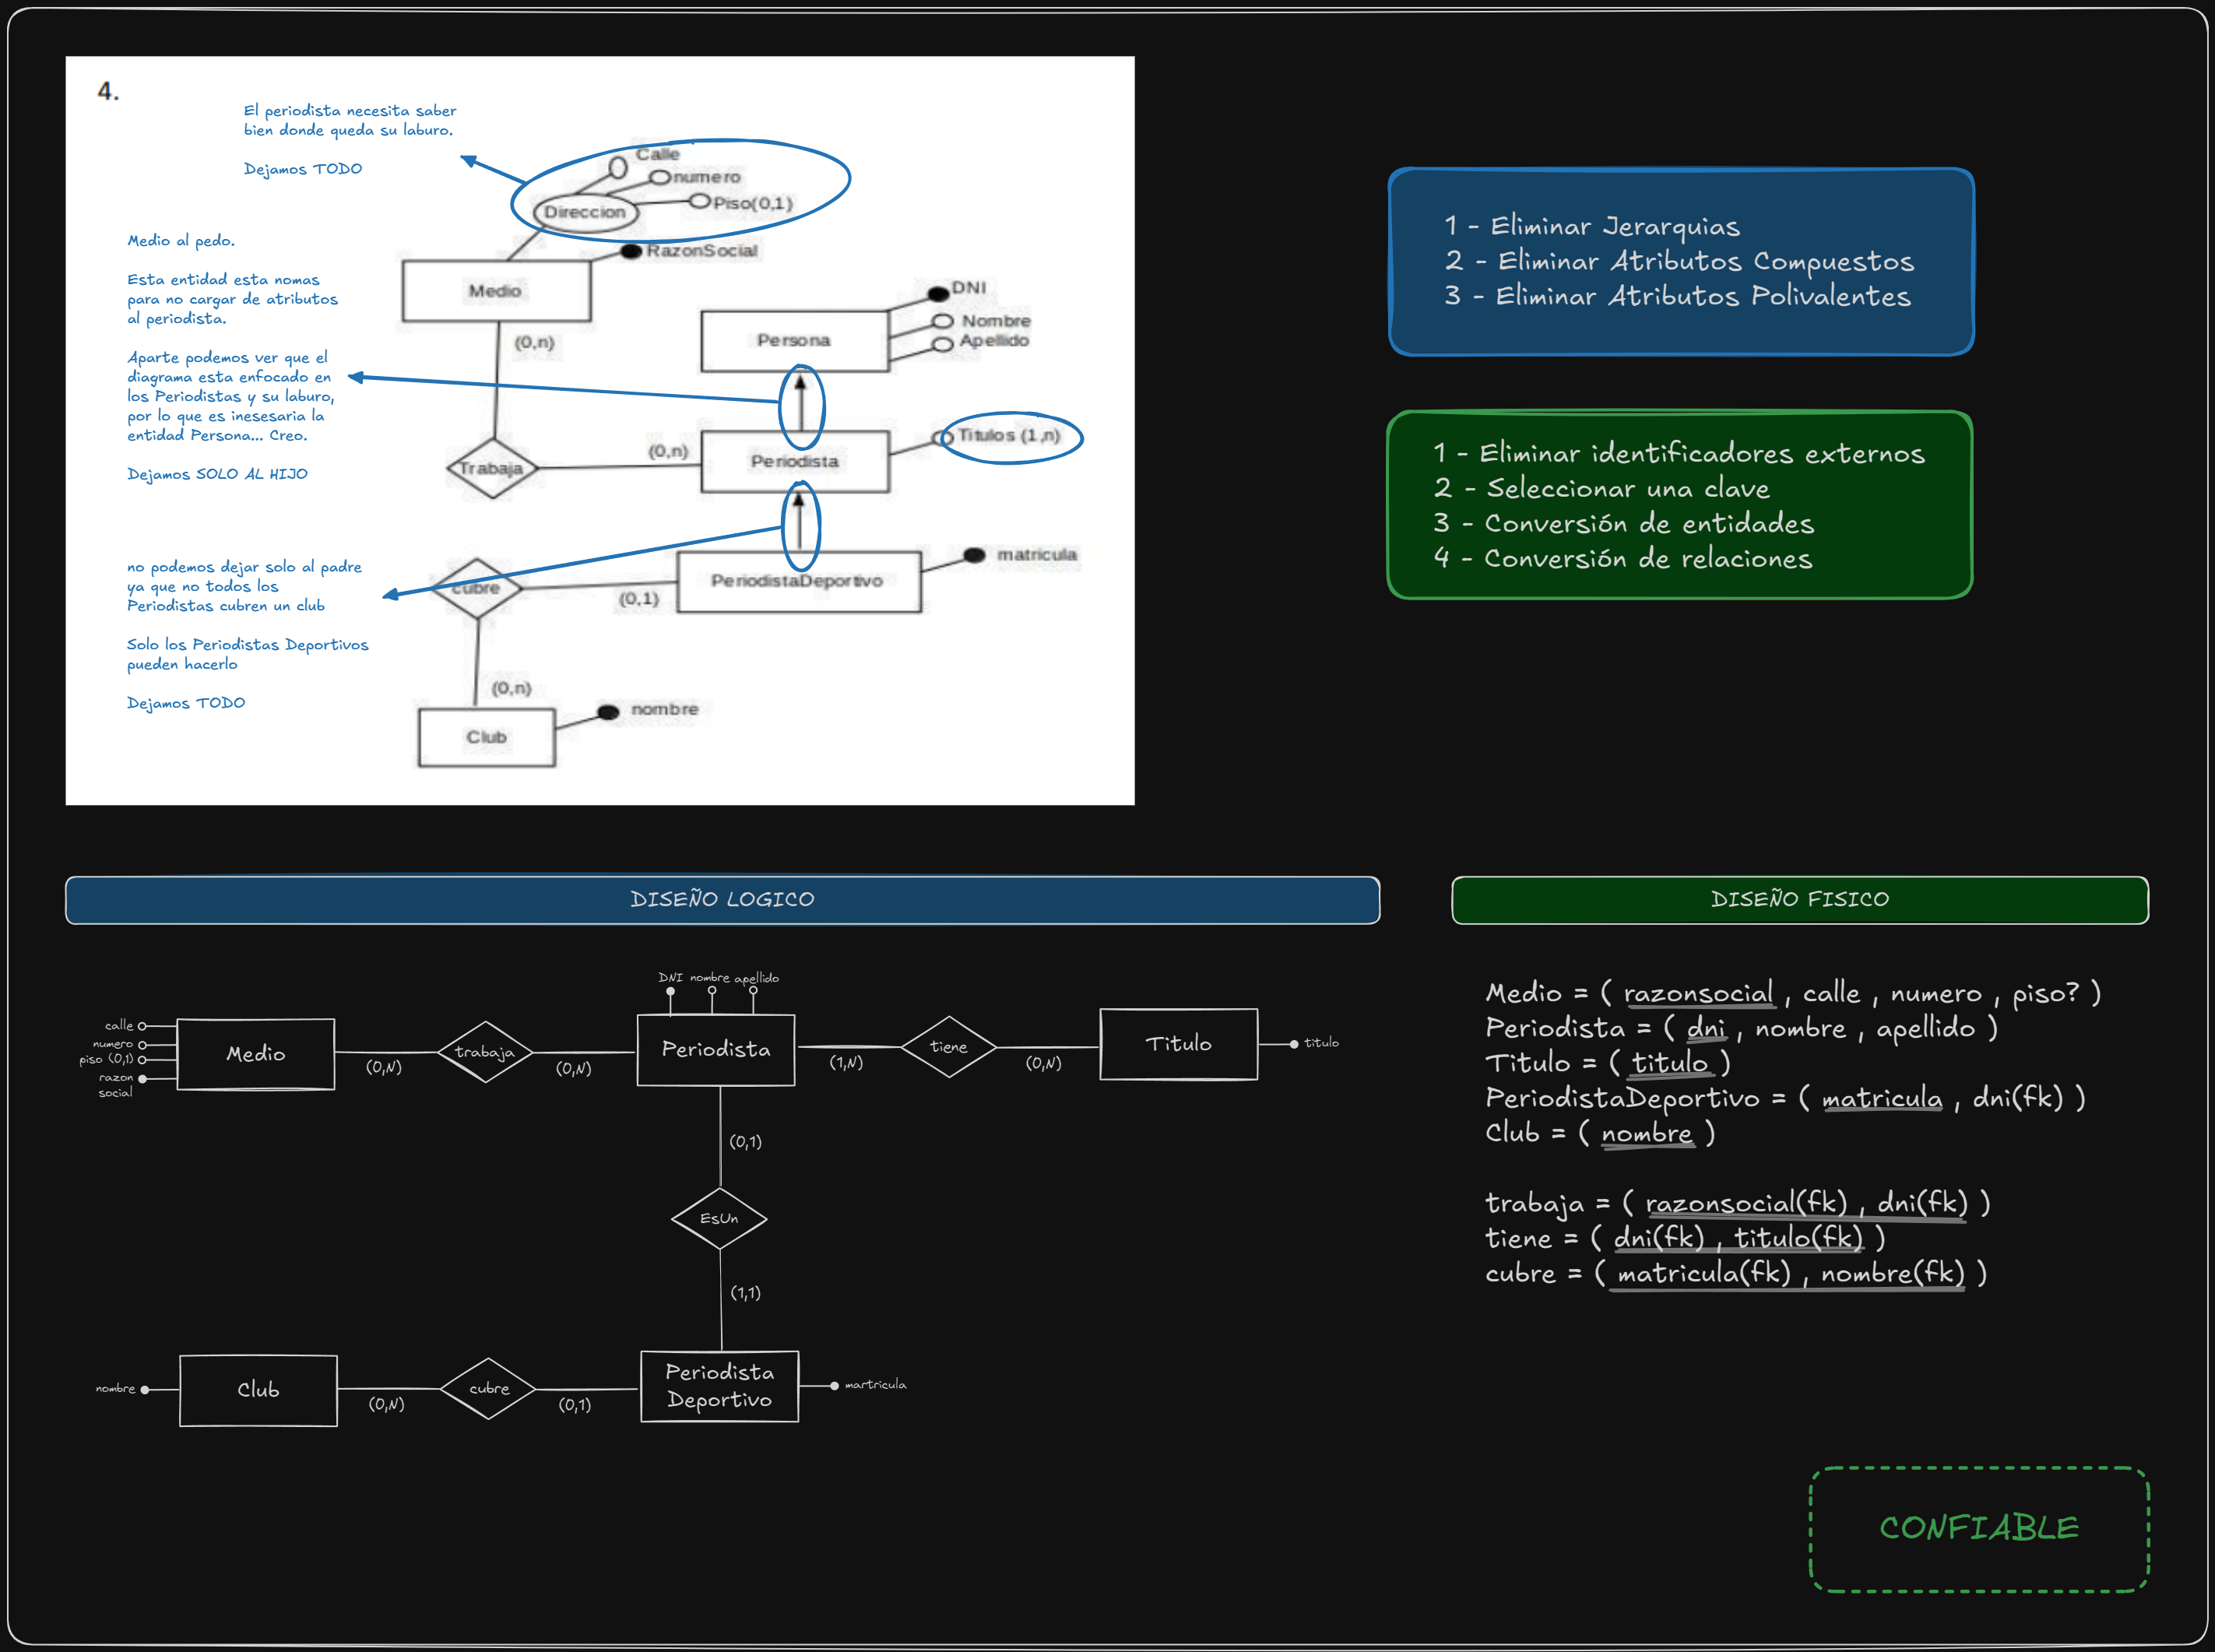 4.
El periodista necesita saber
bien donde queda su laburo.
Dejamos TODO
Calle
numero
Piso(0,1)
Direccion
RazonSocial
Medio
(0,n)
Medio al pedo.
Esta entidad esta nomas
para no cargar de atributos
al periodista.
Aparte podemos ver que el
diagrama esta enfocado en
los Periodistas y su laburo,
por lo que es inesesaria la
entidad Persona... Creo.
Dejamos SOLO AL HIJO
DNI
Nombre
Apellido
Persona
Titulos (1,n)
Periodista
(0,n)
Trabaja
no podemos dejar solo al padre
ya que no todos los
Periodistas cubren un club
Solo los Periodistas Deportivos
pueden hacerlo
Dejamos TODO
matricula
PeriodistaDeportivo
(0,1)
cubre
(0,n)
nombre
Club
1 - Eliminar Jerarquias
2 - Eliminar Atributos Compuestos
3 - Eliminar Atributos Polivalentes
1 - Eliminar identificadores externos
2 - Seleccionar una clave
3 - Conversión de entidades
4 - Conversión de relaciones
DISEÑO LOGICO
DNI nombre apellido
calle
numero
piso (0,1)
razon
social
Medio
(0,N)
trabaja
(0,N)
Periodista
(1,N)
tiene
(0,N)
Titulo
titulo
(0,1)
EsUn
(1,1)
nombre
Club
(0,N)
cubre
(0,1)
Periodista
Deportivo
martricula
DISEÑO FISICO
Medio = ( razonsocial , calle , numero , piso? )
Periodista = ( dni , nombre , apellido )
Titulo = ( titulo )
PeriodistaDeportivo = ( matricula , dni(fk) )
Club = ( nombre )
trabaja = ( razonsocial(fk) , dni(fk) )
tiene = ( dni(fk) , titulo(fk) )
cubre = ( matricula(fk) , nombre(fk) )
CONFIABLE